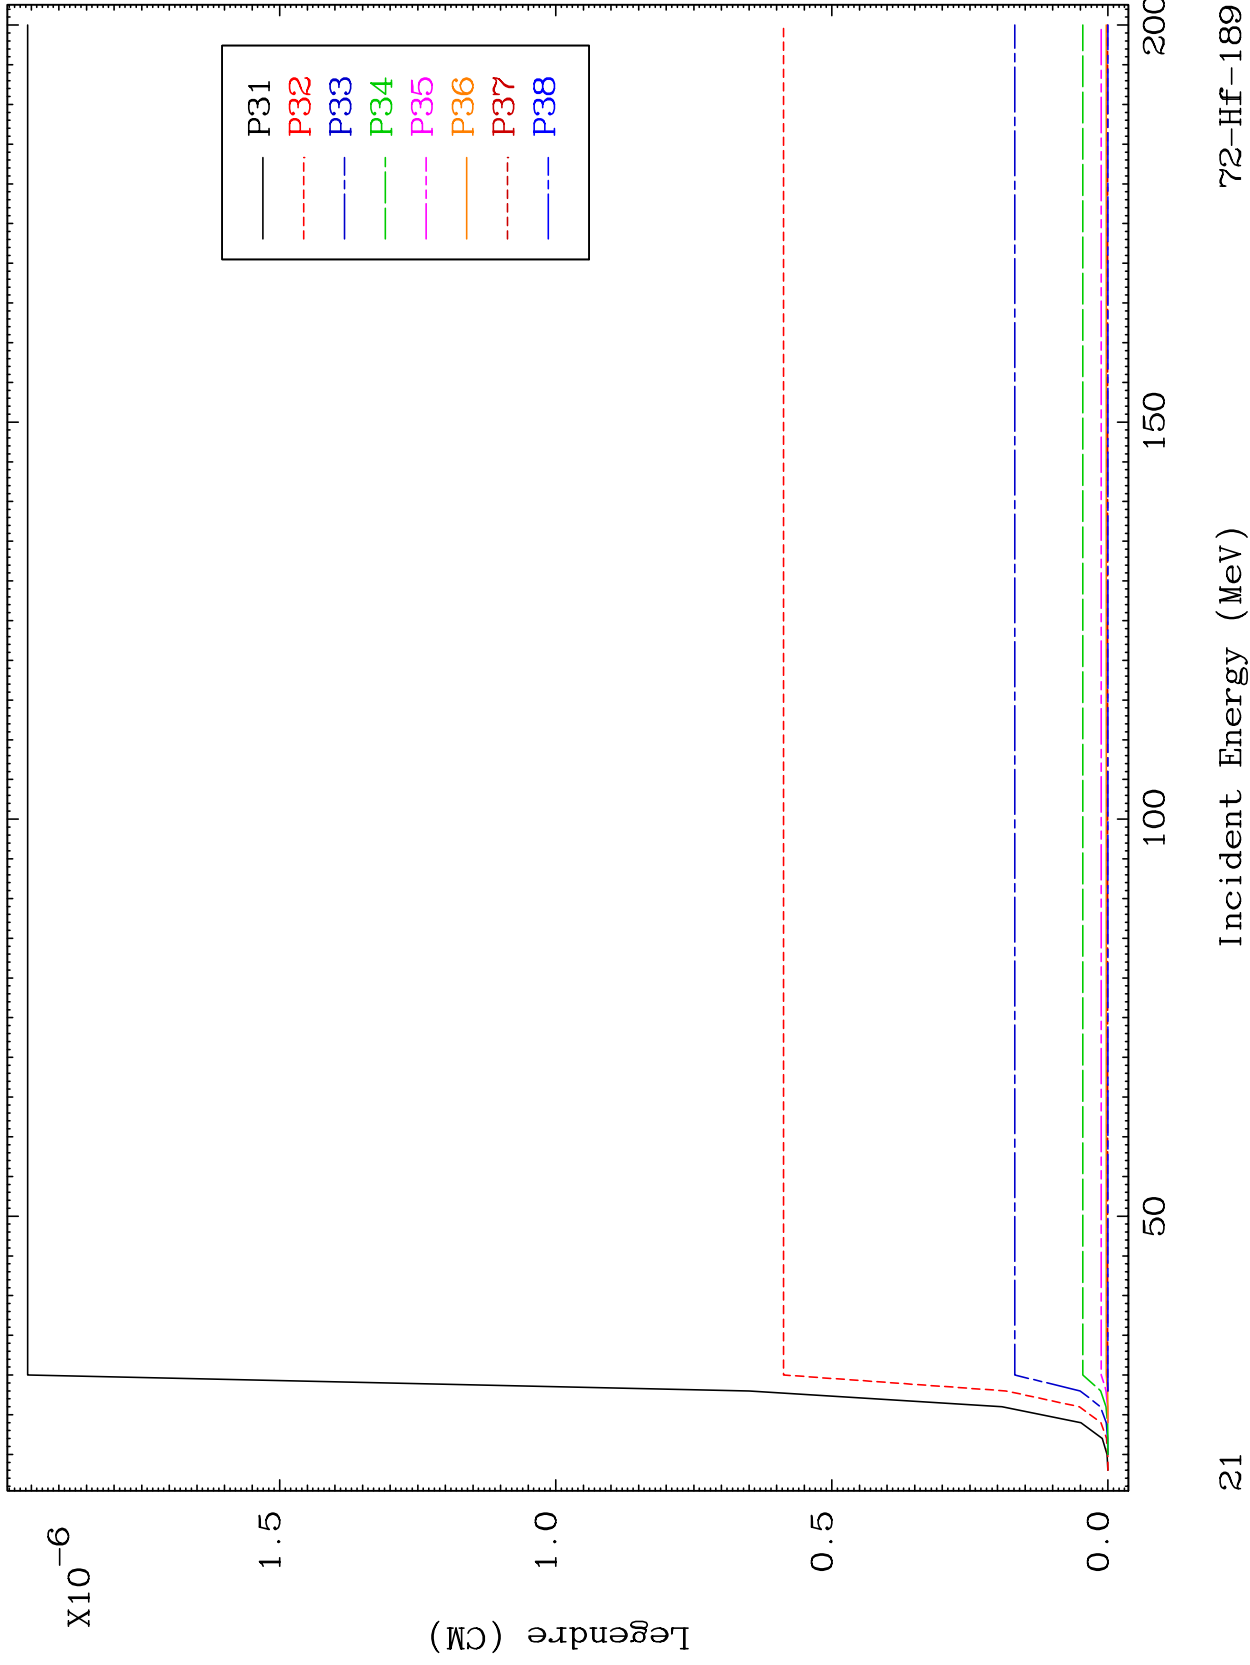 X10-6
1.5
1.0
0.5
0.0
Legendre (CM)
P31
P32
P33
P34
P35
P36
P37
P38
50
100
150
200
Incident Energy (MeV)
21
72-Hf-189